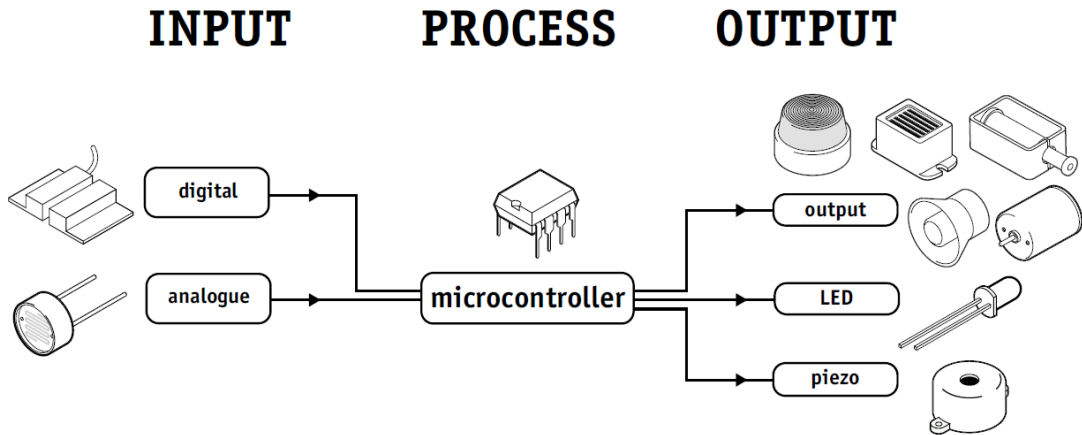 INPUT PROCESS OUTPUT
digital
output
analogue
microcontroller
LED
piezo